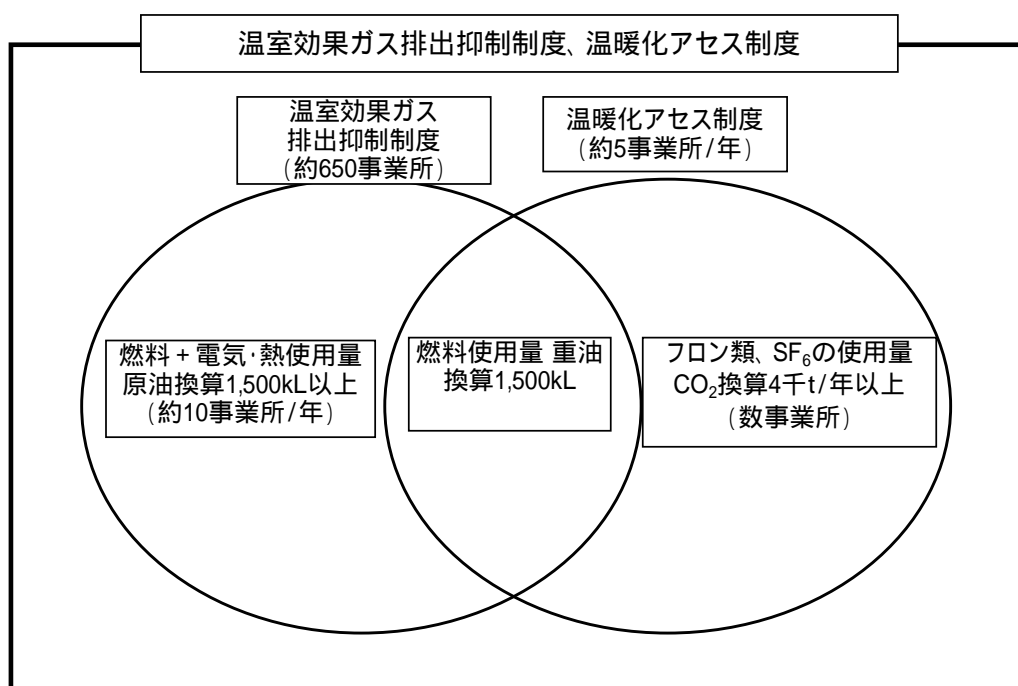 温室効果ガス排出抑制制度、温暖化アセス制度
温室効果ガス
排出抑制制度
(約650事業所)
温暖化アセス制度
(約5事業所/年)
燃料+電気・熱使用量
原油換算1,500kL以上
(約10事業所/年)
燃料使用量 重油
換算1,500kL
フロン類、SF₆の使用量
CO₂換算4千t/年以上
(数事業所)